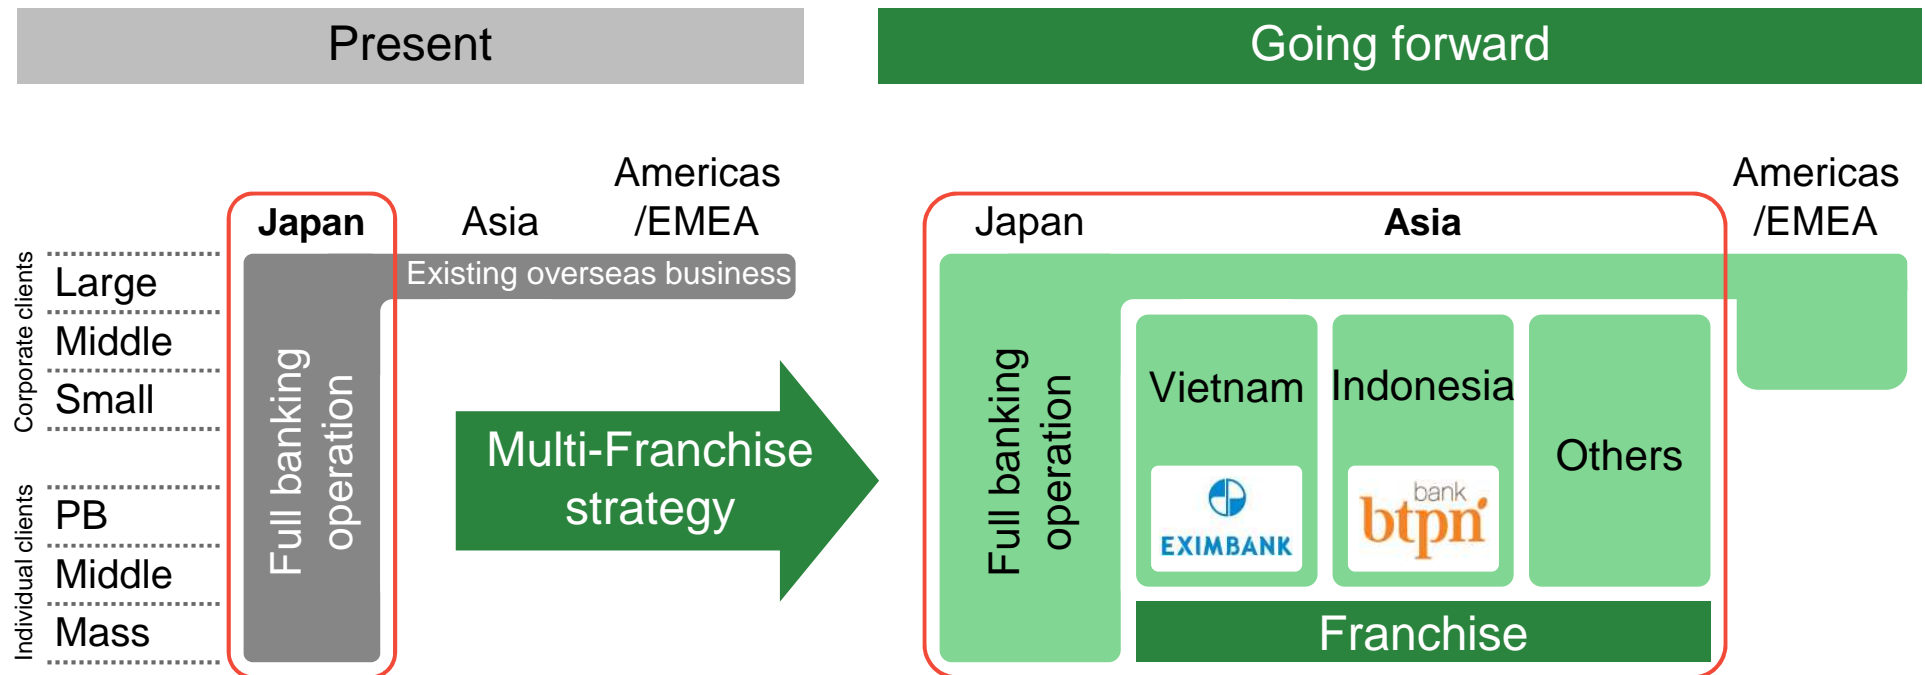 Present
Going forward
Americas
/EMEA
Japan
Asia
Existing overseas business
Corporate clients
Large
Middle
Small
Individual clients
PB
Middle
Mass
Full banking
operation
Multi-Franchise
strategy
Americas
/EMEA
Japan
Asia
Full banking
operation
Vietnam
EXIMBANK
Indonesia
bank
btpn
Others
Franchise